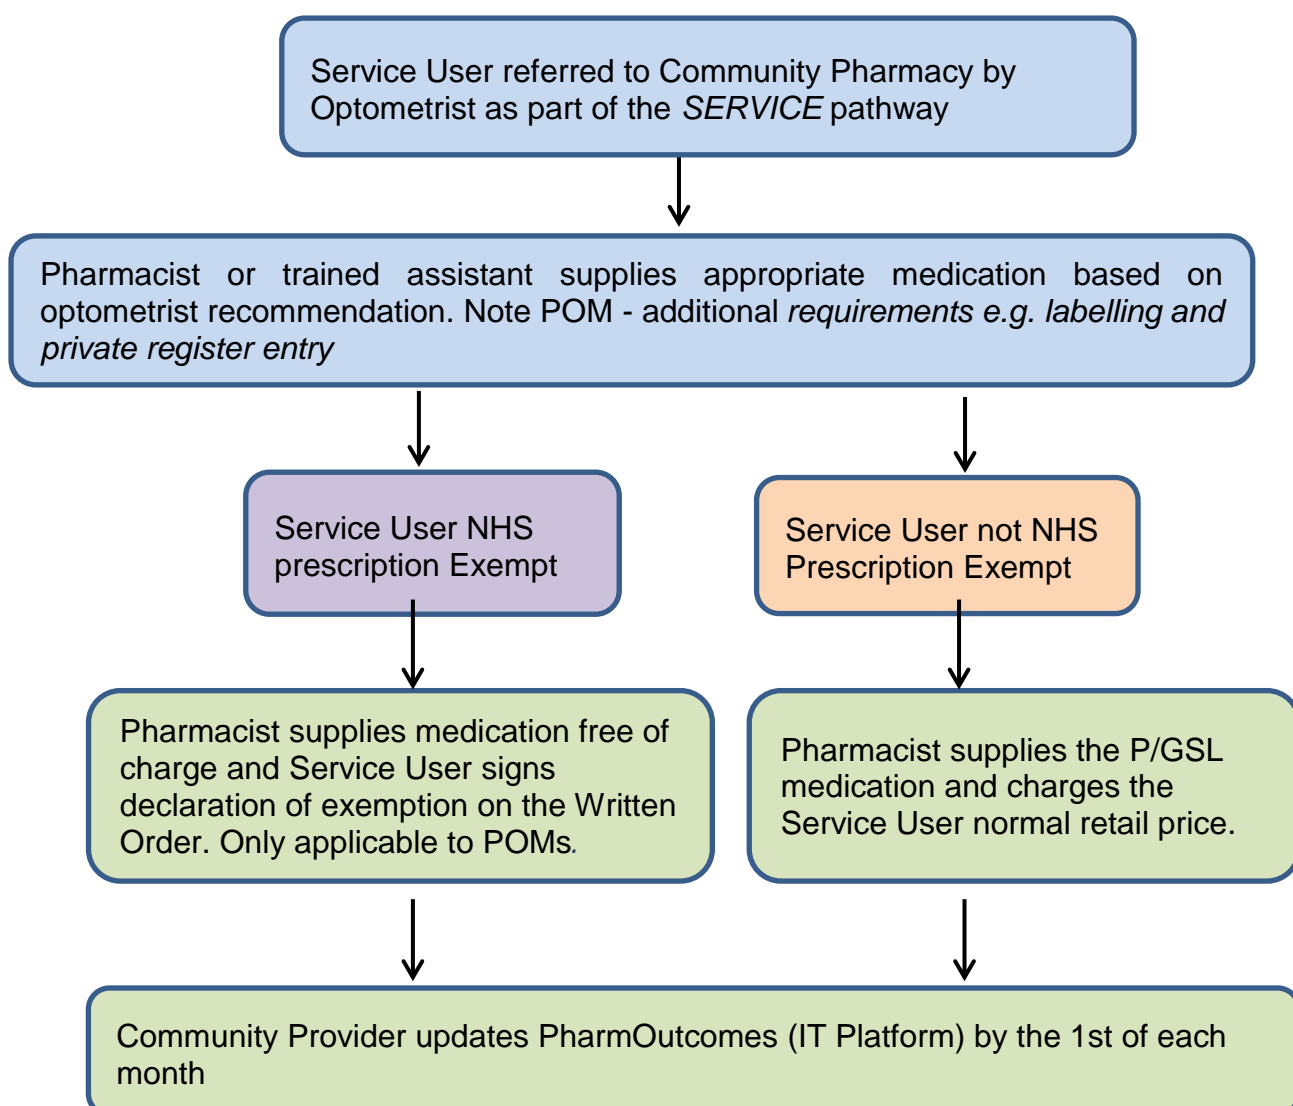 Service User referred to Community Pharmacy by
Optometrist as part of the SERVICE pathway
Pharmacist or trained assistant supplies appropriate medication based on
optometrist recommendation. Note POM - additional requirements e.g. labelling and
private register entry
Service User NHS
prescription Exempt
Service User not NHS
Prescription Exempt
Pharmacist supplies medication free of
charge and Service User signs
declaration of exemption on the Written
Order. Only applicable to POMs.
Pharmacist supplies the P/GSL
medication and charges the
Service User normal retail price.
Community Provider updates PharmOutcomes (IT Platform) by the 1st of each
month